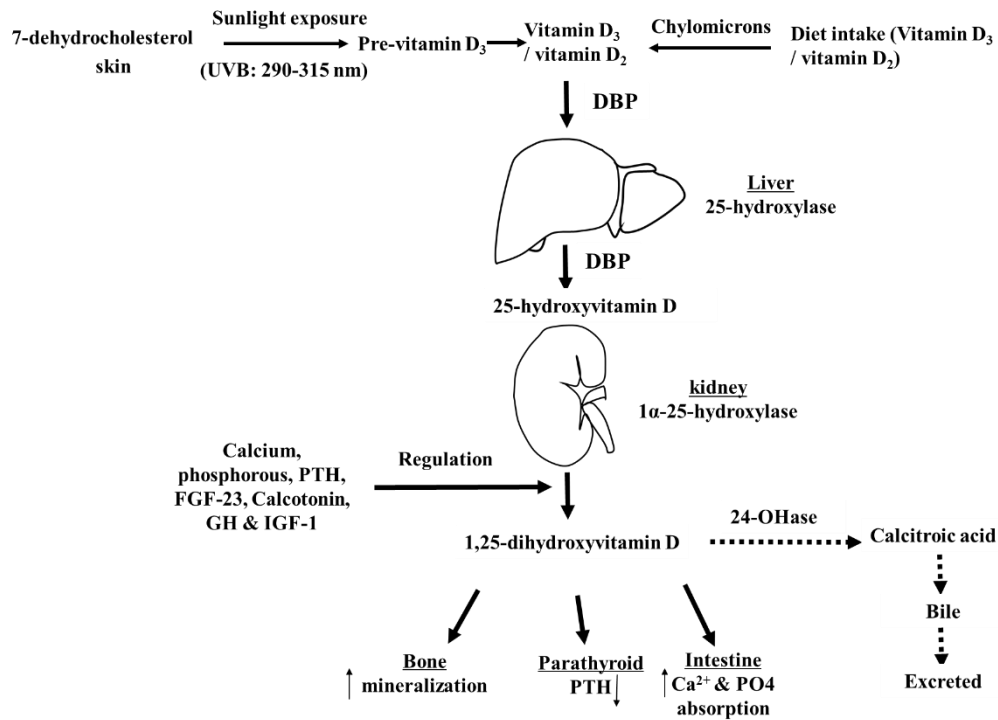 7-dehydrocholesterol
skin
Sunlight exposure
(UVB: 290-315 nm)
Pre-vitamin D₃
Vitamin D₃
/ vitamin D₂
Chylomicrons
Diet intake (Vitamin D₃
/ vitamin D₂)
DBP
Liver
25-hydroxylase
DBP
25-hydroxyvitamin D
kidney
1α-25-hydroxylase
Calcium,
phosphorous, PTH,
FGF-23, Calcotonin,
GH & IGF-1
Regulation
1,25-dihydroxyvitamin D
24-OHase
Calcitroic acid
Bile
Excreted
Bone
mineralization
Parathyroid
PTH
Intestine
Ca²⁺ & PO4
absorption